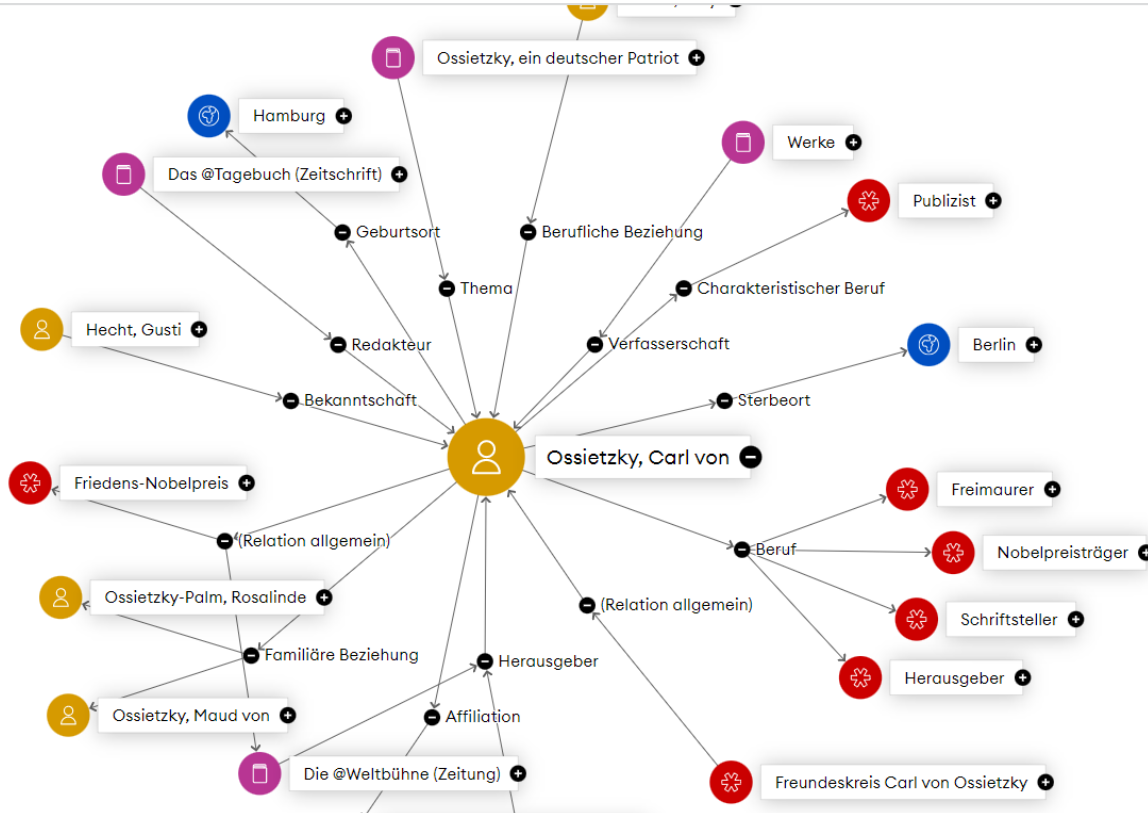 Ossietzky, ein deutscher Patriot
Hamburg
Werke
Das @Tagebuch (Zeitschrift)
Publizist
Geburtsort
Berufliche Beziehung
Thema
Charakteristischer Beruf
Hecht, Gusti
Redakteur
Verfasserschaft
Berlin
Bekanntschaft
Sterbeort
Ossietzky, Carl von
Friedens-Nobelpreis
Freimaurer
(Relation allgemein)
Beruf
Nobelpreisträger
Ossietzky-Palm, Rosalinde
(Relation allgemein)
Schriftsteller
Familiäre Beziehung
Herausgeber
Herausgeber
Ossietzky, Maud von
Affiliation
Die @Weltbühne (Zeitung)
Freundeskreis Carl von Ossietzky